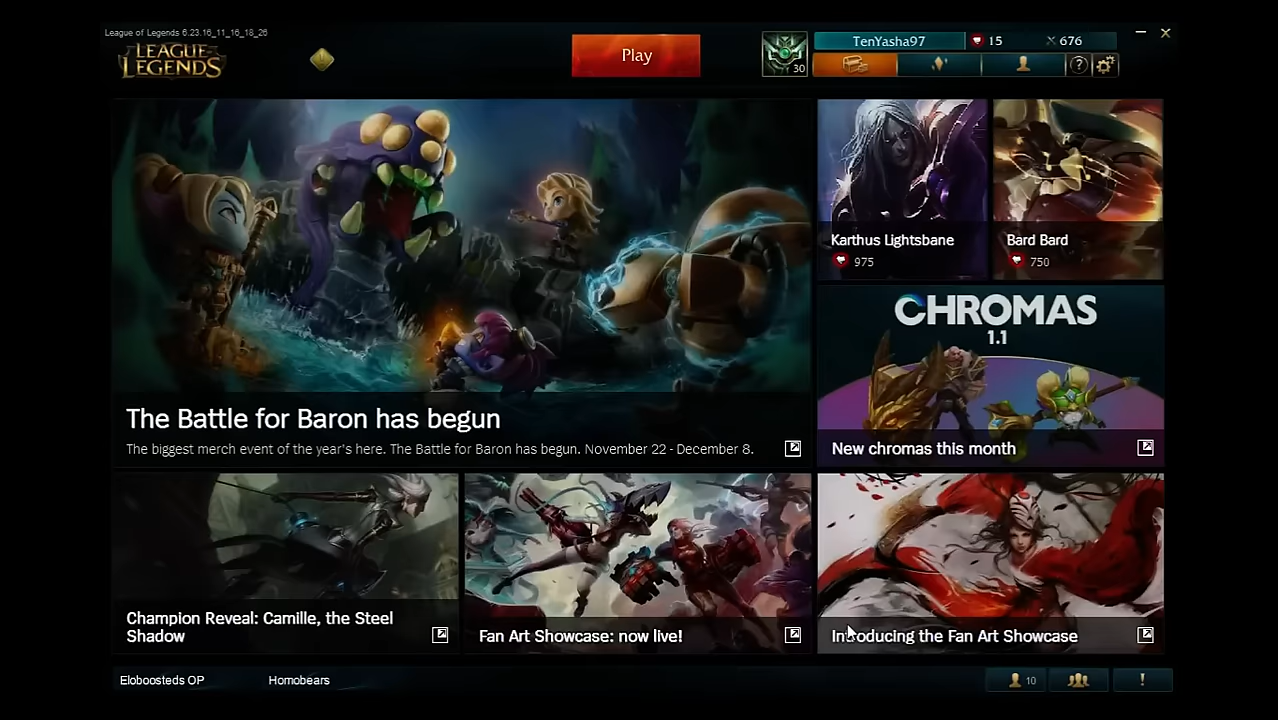 League of Legends 6.23.16_11_16_18_26
LEAGUE
OF
LEGENDS
Play
30
TenYasha97
15
676
?
Karthus Lightsbane
975
Bard Bard
750
The Battle for Baron has begun
The biggest merch event of the year's here. The Battle for Baron has begun. November 22 - December 8.
CHROMAS
1.1
New chromas this month
Champion Reveal: Camille, the Steel
Shadow
Fan Art Showcase: now live!
Introducing the Fan Art Showcase
Eloboosteds OP
Homobears
10
!